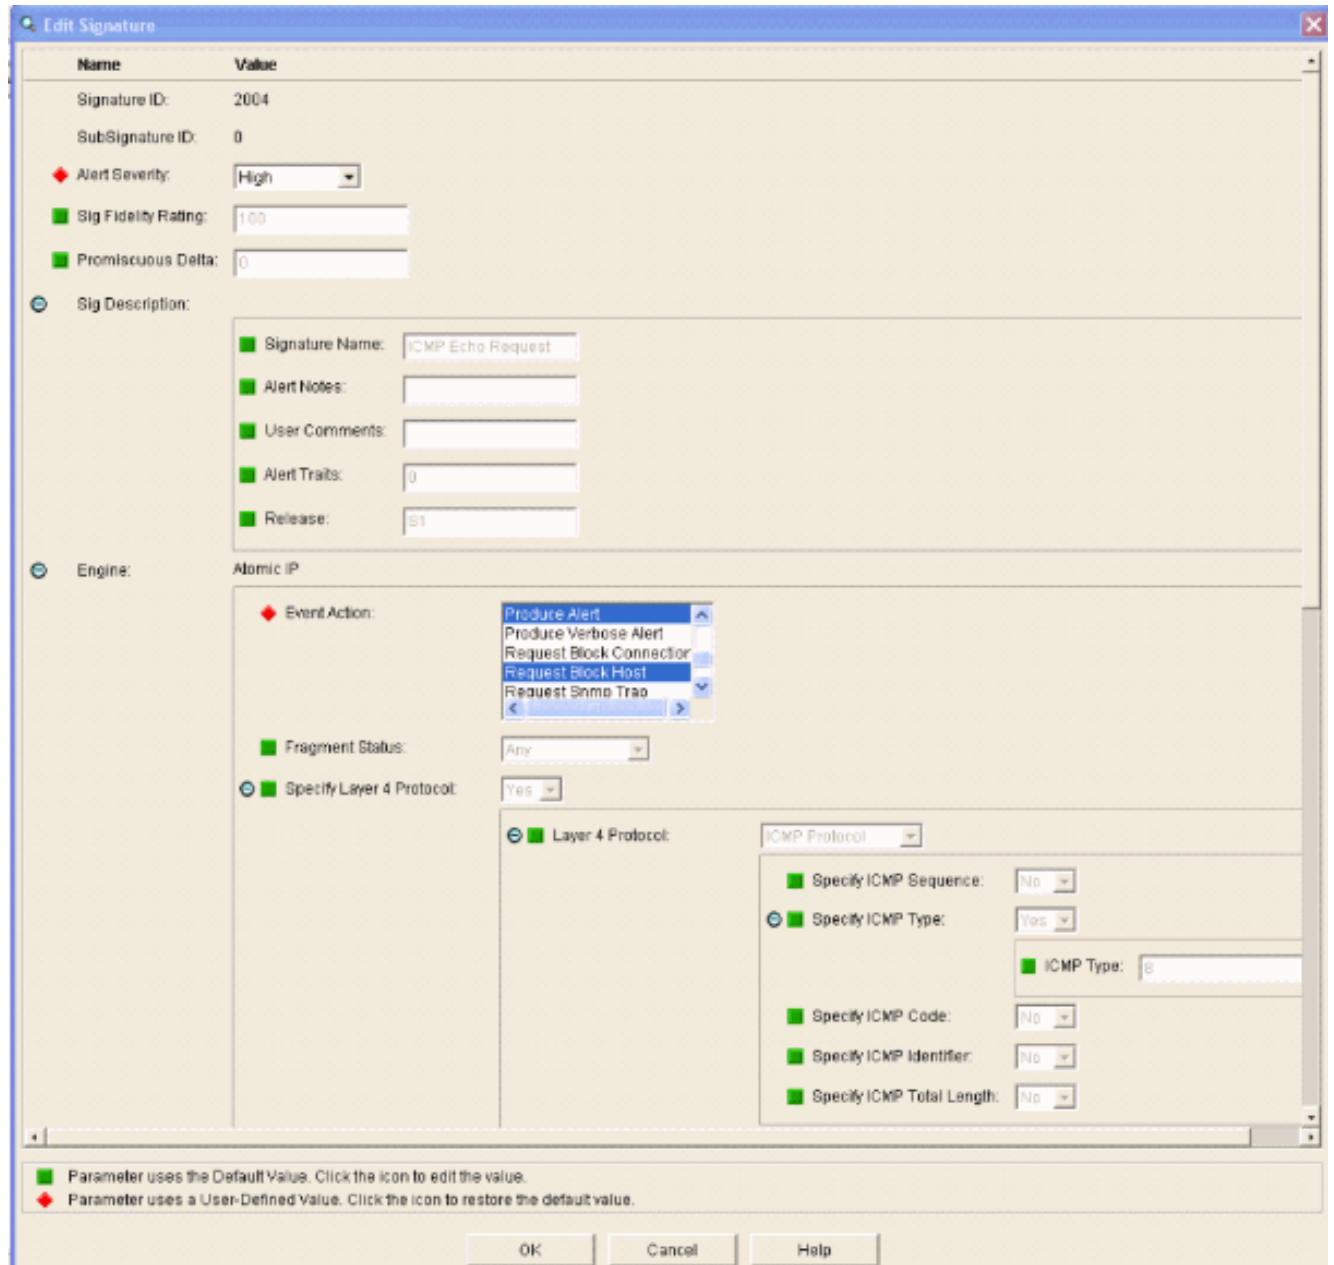 Edit Signature
Name Value
Signature ID: 2004
SubSignature ID: 0
Alert Severity: High
Sig Fidelity Rating: 100
Promiscuous Delta: 0
Sig Description:
Signature Name: ICMP Echo Request
Alert Notes:
User Comments:
Alert Traits: 0
Release: S1
Engine: Atomic IP
Event Action: Produce Alert
Produce Verbose Alert
Request Block Connection
Request Block Host
Request Snmp Trap
Fragment Status: Any
Specify Layer 4 Protocol: Yes
Layer 4 Protocol: ICMP Protocol
Specify ICMP Sequence: No
Specify ICMP Type: Yes
ICMP Type: 8
Specify ICMP Code: No
Specify ICMP Identifier: No
Specify ICMP Total Length: No
Parameter uses the Default Value. Click the icon to edit the value.
Parameter uses a User-Defined Value. Click the icon to restore the default value.
OK Cancel Help